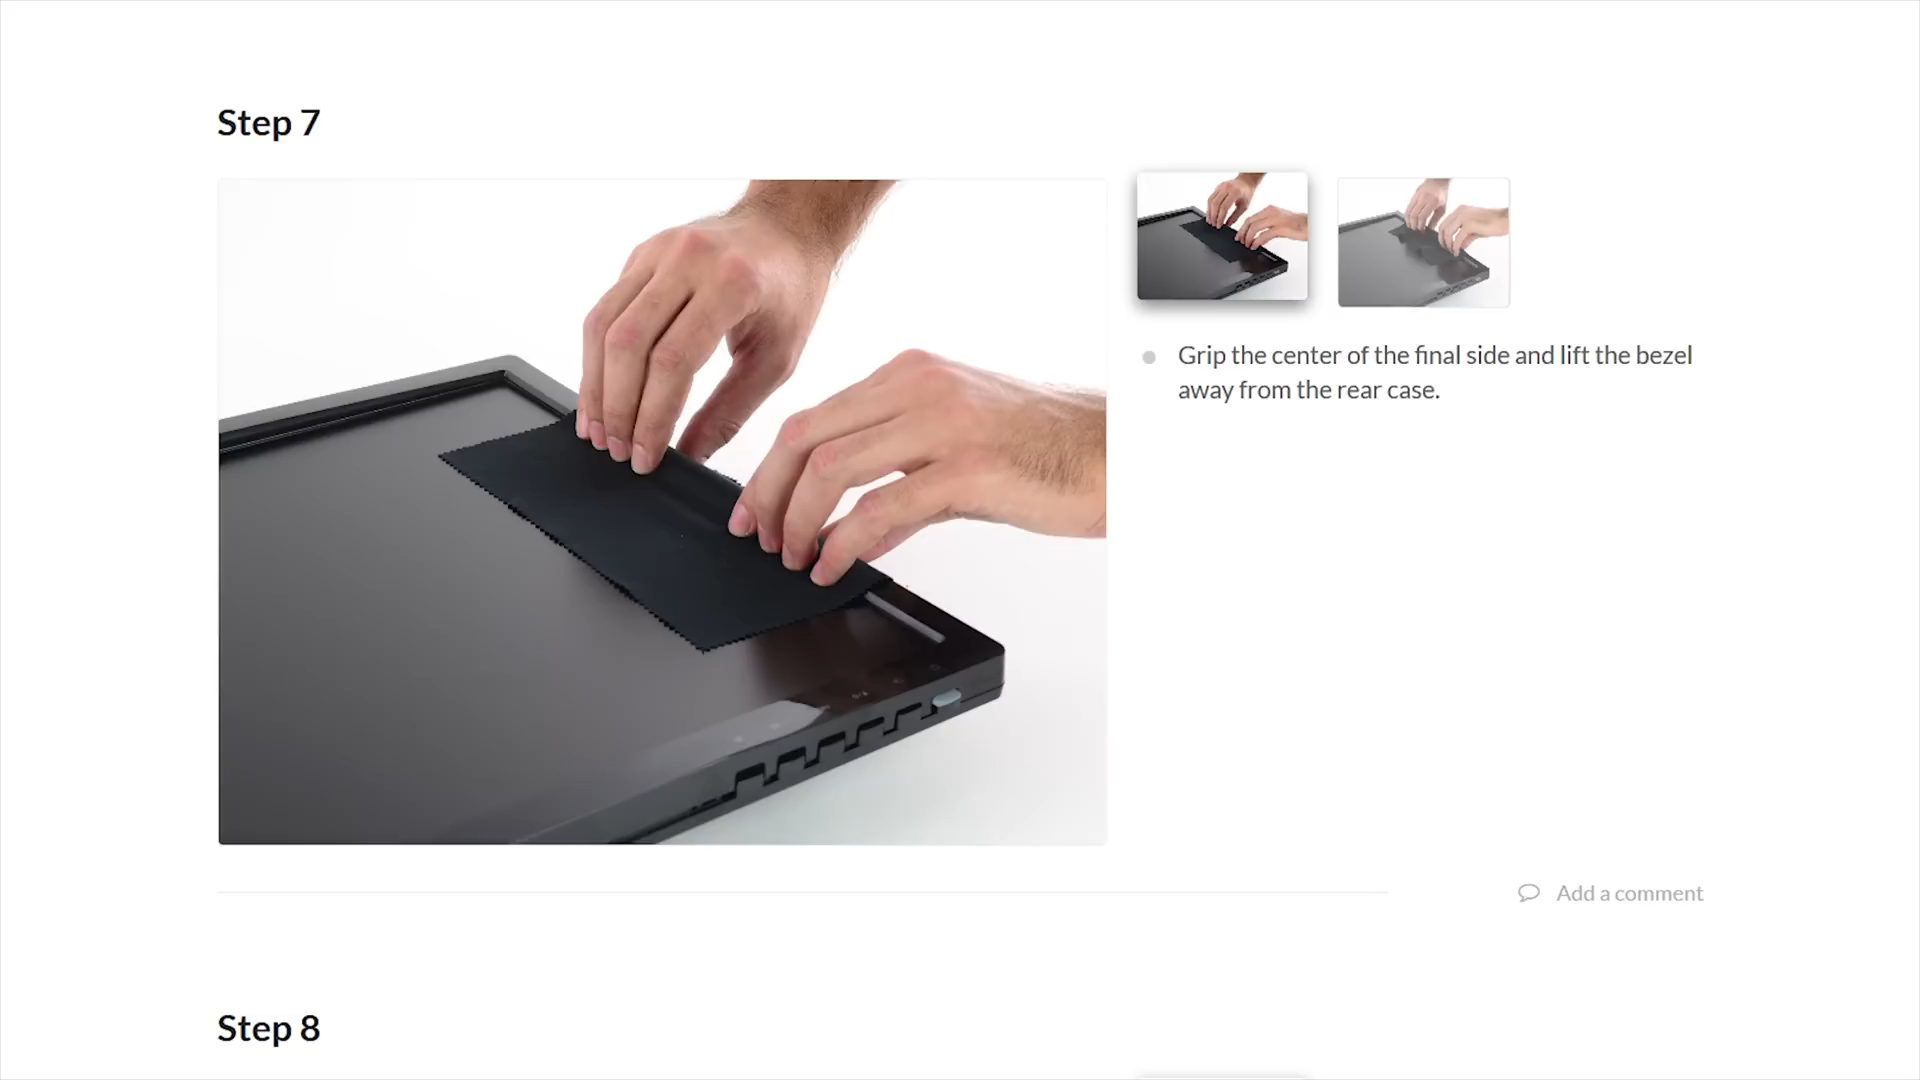 Step 7
Grip the center of the final side and lift the bezel
away from the rear case.
Add a comment
Step 8